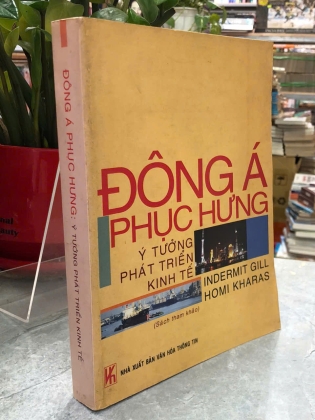 ĐÔNG Á PHỤC HƯNG: Ý TƯỞNG PHÁT TRIỂN KINH TẾ
ĐÔNG Á
PHỤC HƯNG
Ý TƯỞNG
PHÁT TRIỂN
KINH TẾ
INDERMIT GILL
HOMI KHARAS
(Sách tham khảo)
NHÀ XUẤT BẢN VĂN HÓA THÔNG TIN